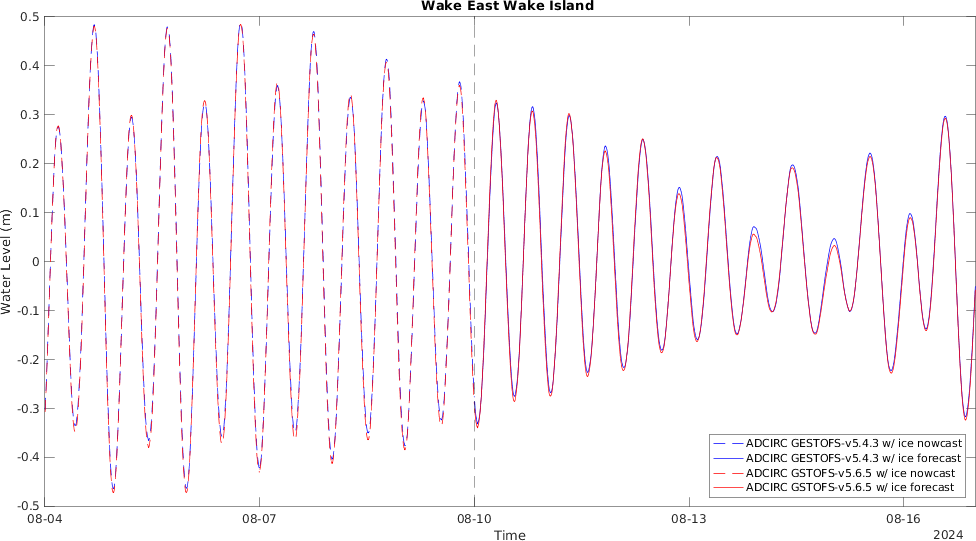 Wake East Wake Island
0.5
0.4
0.3
0.2
0.1
0
-0.1
-0.2
-0.3
-0.4
-0.5
Water Level (m)
ADCIRC GESTOFS-v5.4.3 w/ ice nowcast
ADCIRC GESTOFS-v5.4.3 w/ ice forecast
ADCIRC GSTOFS-v5.6.5 w/ ice nowcast
ADCIRC GSTOFS-v5.6.5 w/ ice forecast
08-04 08-07 08-10 08-13 08-16
Time
2024